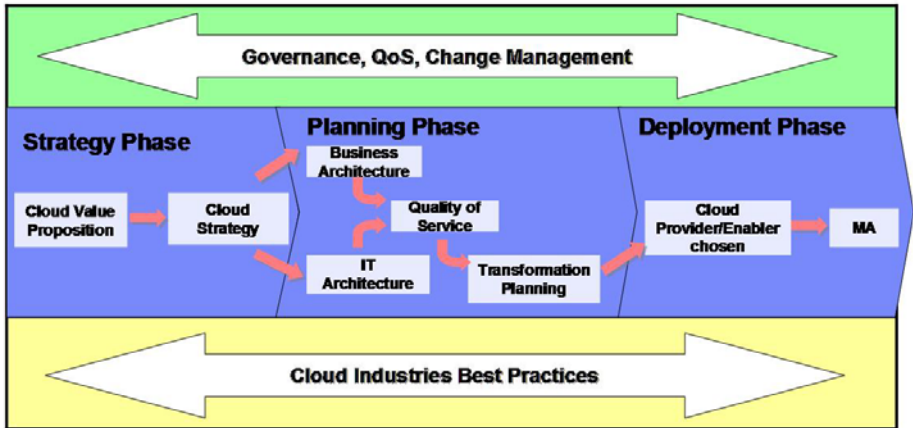 Governance, QoS, Change Management
Strategy Phase
Cloud Value
Proposition
Cloud
Strategy
Planning Phase
Business
Architecture
Quality of
Service
IT
Architecture
Transformation
Planning
Deployment Phase
Cloud
Provider/Enabler
chosen
MA
Cloud Industries Best Practices